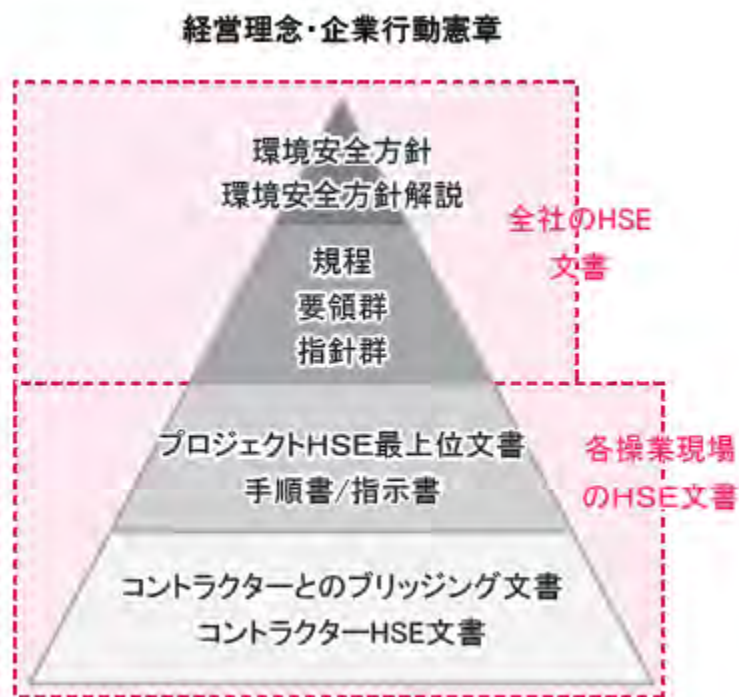 経営理念・企業行動憲章
環境安全方針
環境安全方針解説
全社のHSE
文書
規程
要領群
指針群
プロジェクトHSE最上位文書
手順書/指示書
各操業現場
のHSE文書
コントラクターとのブリッジング文書
コントラクターHSE文書